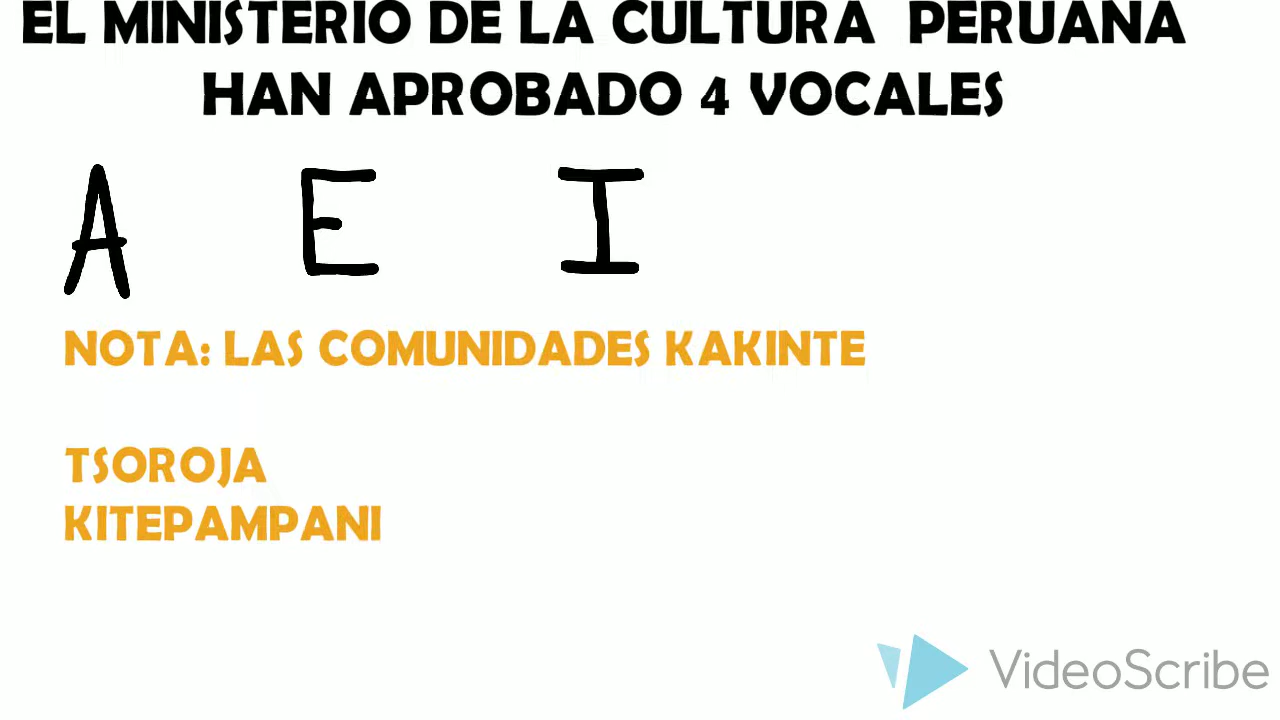 EL MINISTERIO DE LA CULTURA PERUANA
HAN APROBADO 4 VOCALES
A E I
NOTA: LAS COMUNIDADES KAKINTE
TSOROJA
KITEPAMPANI
VideoScribe